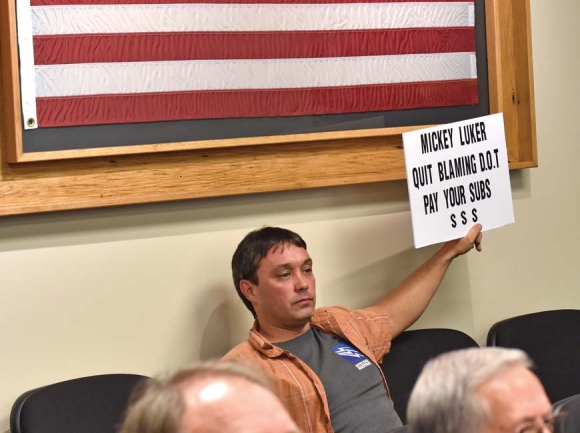 MICKEY LUKER
QUIT BLAMING D.O.T
PAY YOUR SUBS
$ $ $